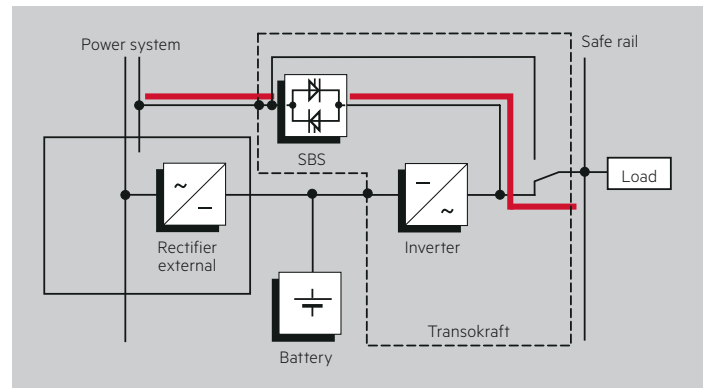 Power system
Safe rail
SBS
Load
Rectifier
external
Inverter
Transokraft
Battery